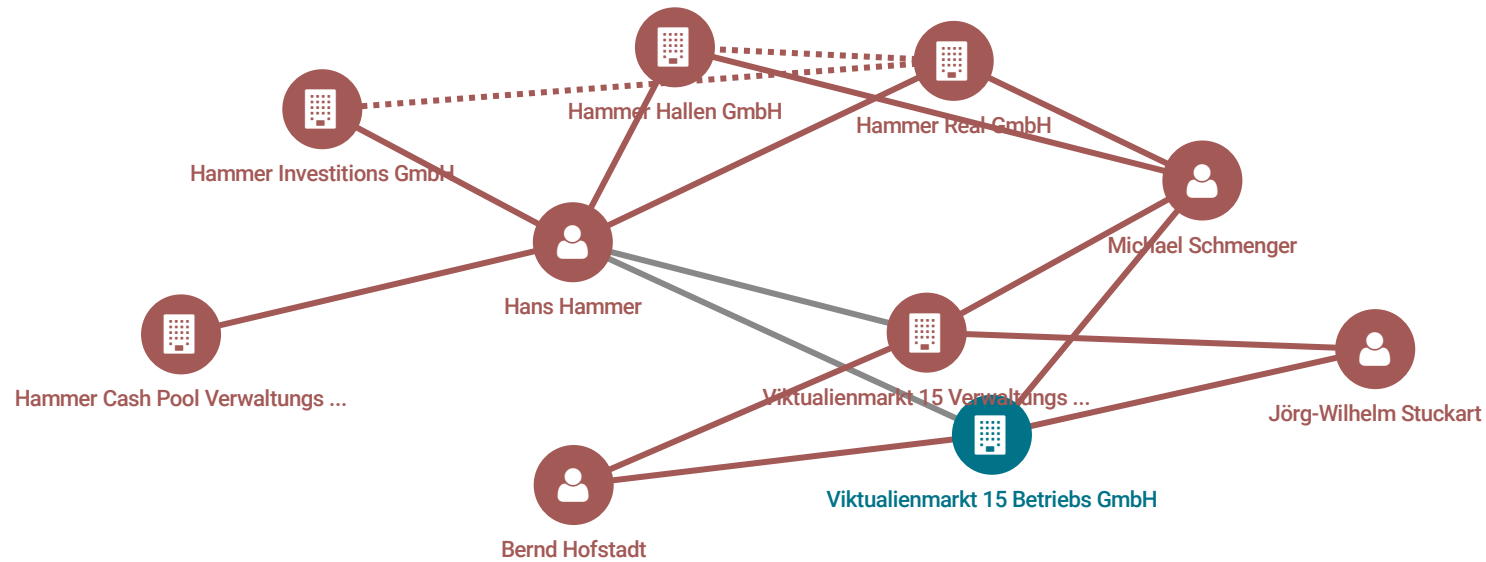 Hammer Hallen GmbH
Hammer Real GmbH
Hammer Investitions GmbH
Michael Schmenger
Hans Hammer
Hammer Cash Pool Verwaltungs ...
Viktualienmarkt 15 Verwaltungs ...
Jörg-Wilhelm Stuckart
Viktualienmarkt 15 Betriebs GmbH
Bernd Hofstadt